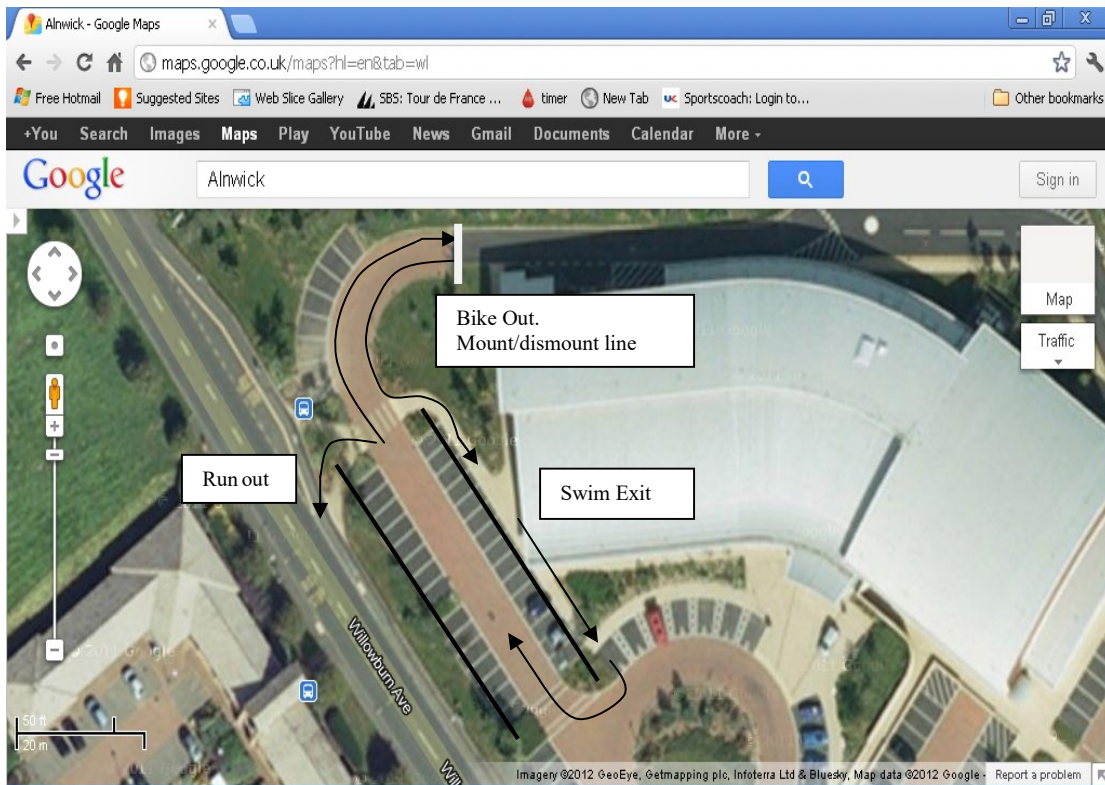 Alnwick - Google Maps
maps.google.co.uk/maps?hl=en&tab=wl
Free Hotmail Suggested Sites Web Slice Gallery SBS: Tour de France ... timer New Tab Sportscoach: Login to... Other bookmarks
+You Search Images Maps Play YouTube News Gmail Documents Calendar More
Google Alnwick Sign in
Map
Traffic
Bike Out.
Mount/dismount line
Run out
Swim Exit
Willowburn Ave
50 ft
20 m
Imagery ©2012 GeoEye, Getmapping plc, Infoterra Ltd & Bluesky, Map data ©2012 Google - Report a problem